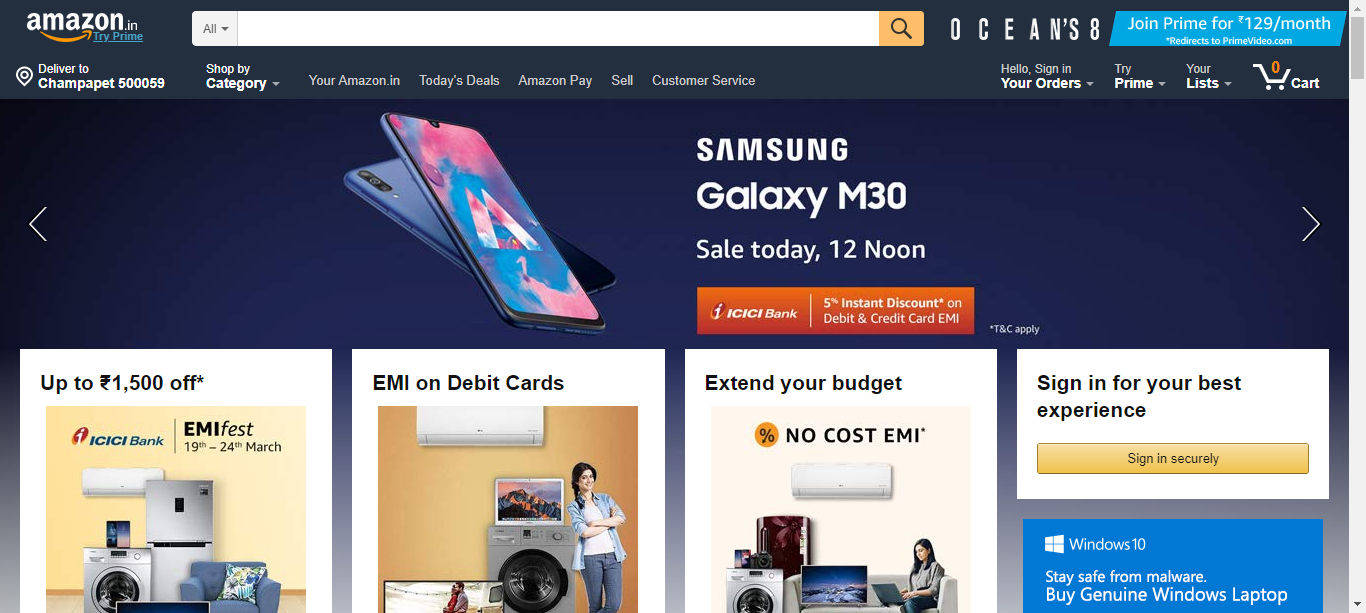 amazon.in
Try Prime
All
OCEAN'S 8
Join Prime for ₹129/month
*Redirects to PrimeVideo.com
Deliver to
Champapet 500059
Shop by
Category
Your Amazon.in
Today's Deals
Amazon Pay
Sell
Customer Service
Hello, Sign in
Your Orders
Try
Prime
Your
Lists
0
Cart
SAMSUNG
Galaxy M30
Sale today, 12 Noon
ICICI Bank
5% Instant Discount* on
Debit & Credit Card EMI
*T&C apply
Up to ₹1,500 off*
ICICI Bank
EMIfest
19th – 24th March
EMI on Debit Cards
Extend your budget
% NO COST EMI*
Sign in for your best
experience
Sign in securely
Windows 10
Stay safe from malware.
Buy Genuine Windows Laptop